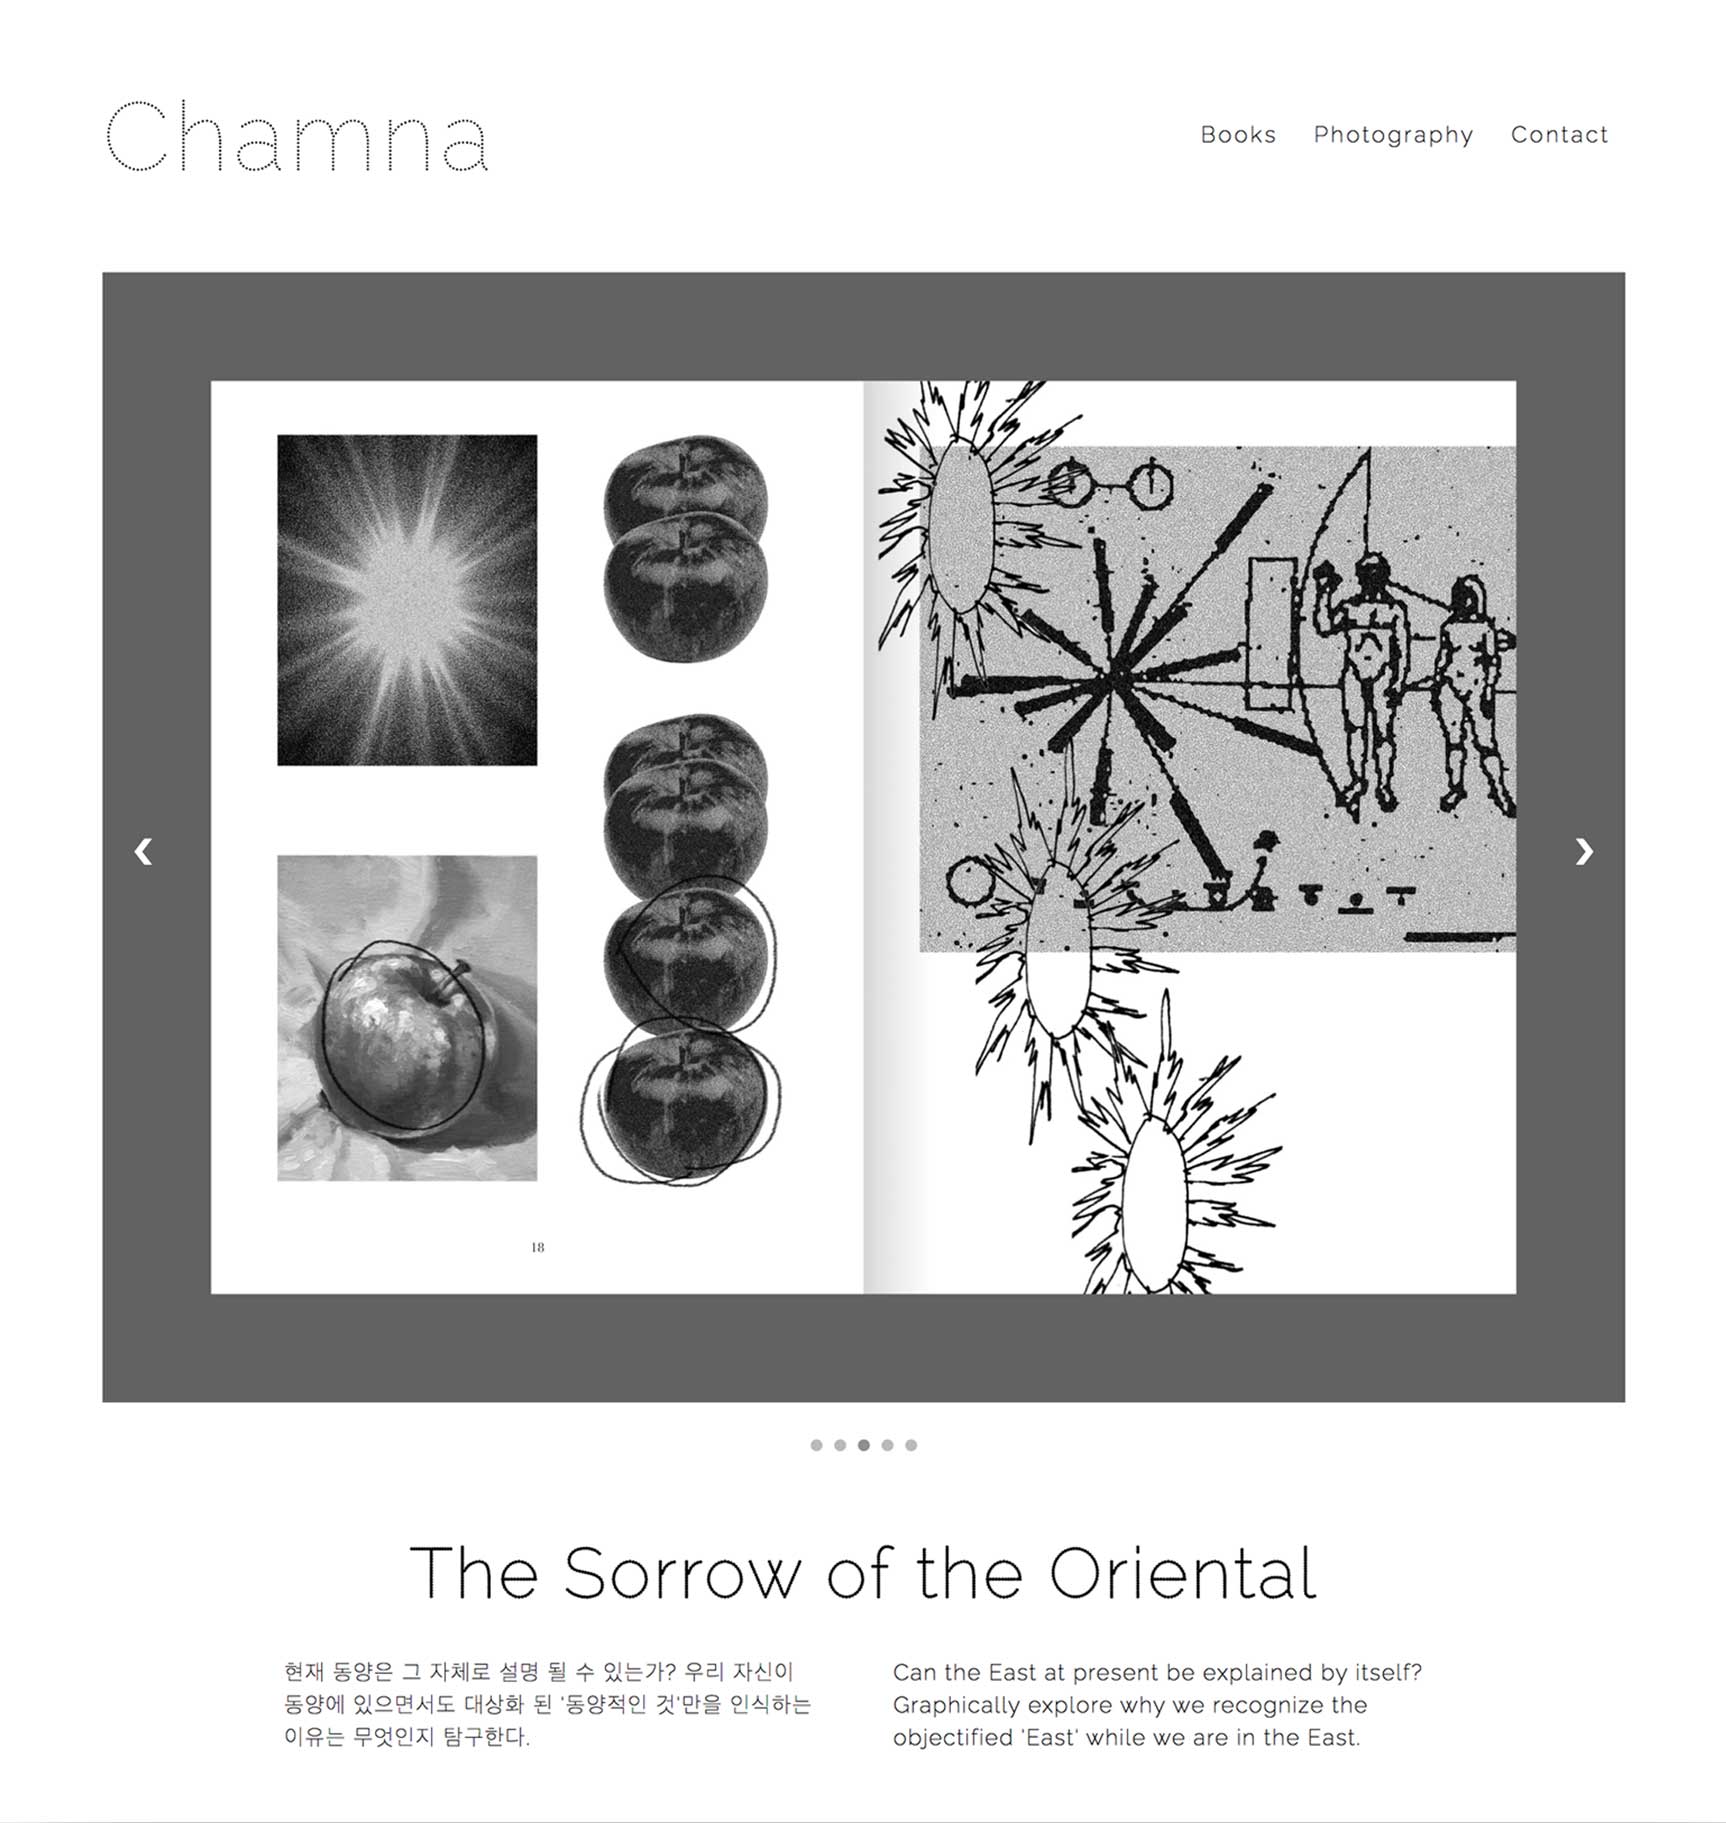 Chamna
Books Photography Contact
18
The Sorrow of the Oriental
현재 동양은 그 자체로 설명 될 수 있는가? 우리 자신이
동양에 있으면서도 대상화 된 '동양적인 것'만을 인식하는
이유는 무엇인지 탐구한다.
Can the East at present be explained by itself?
Graphically explore why we recognize the
objectified 'East' while we are in the East.